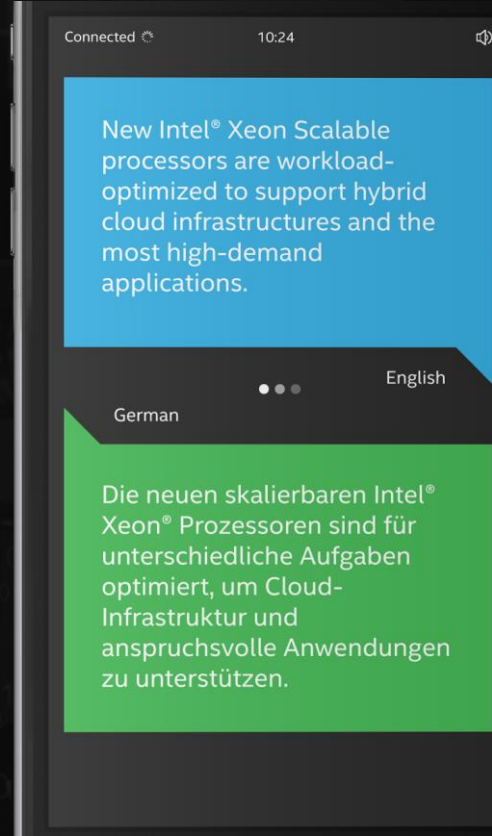 Connected
10:24
New Intel® Xeon Scalable
processors are workload-
optimized to support hybrid
cloud infrastructures and the
most high-demand
applications.
English
German
Die neuen skalierbaren Intel®
Xeon® Prozessoren sind für
unterschiedliche Aufgaben
optimiert, um Cloud-
Infrastruktur und
anspruchsvolle Anwendungen
zu unterstützen.